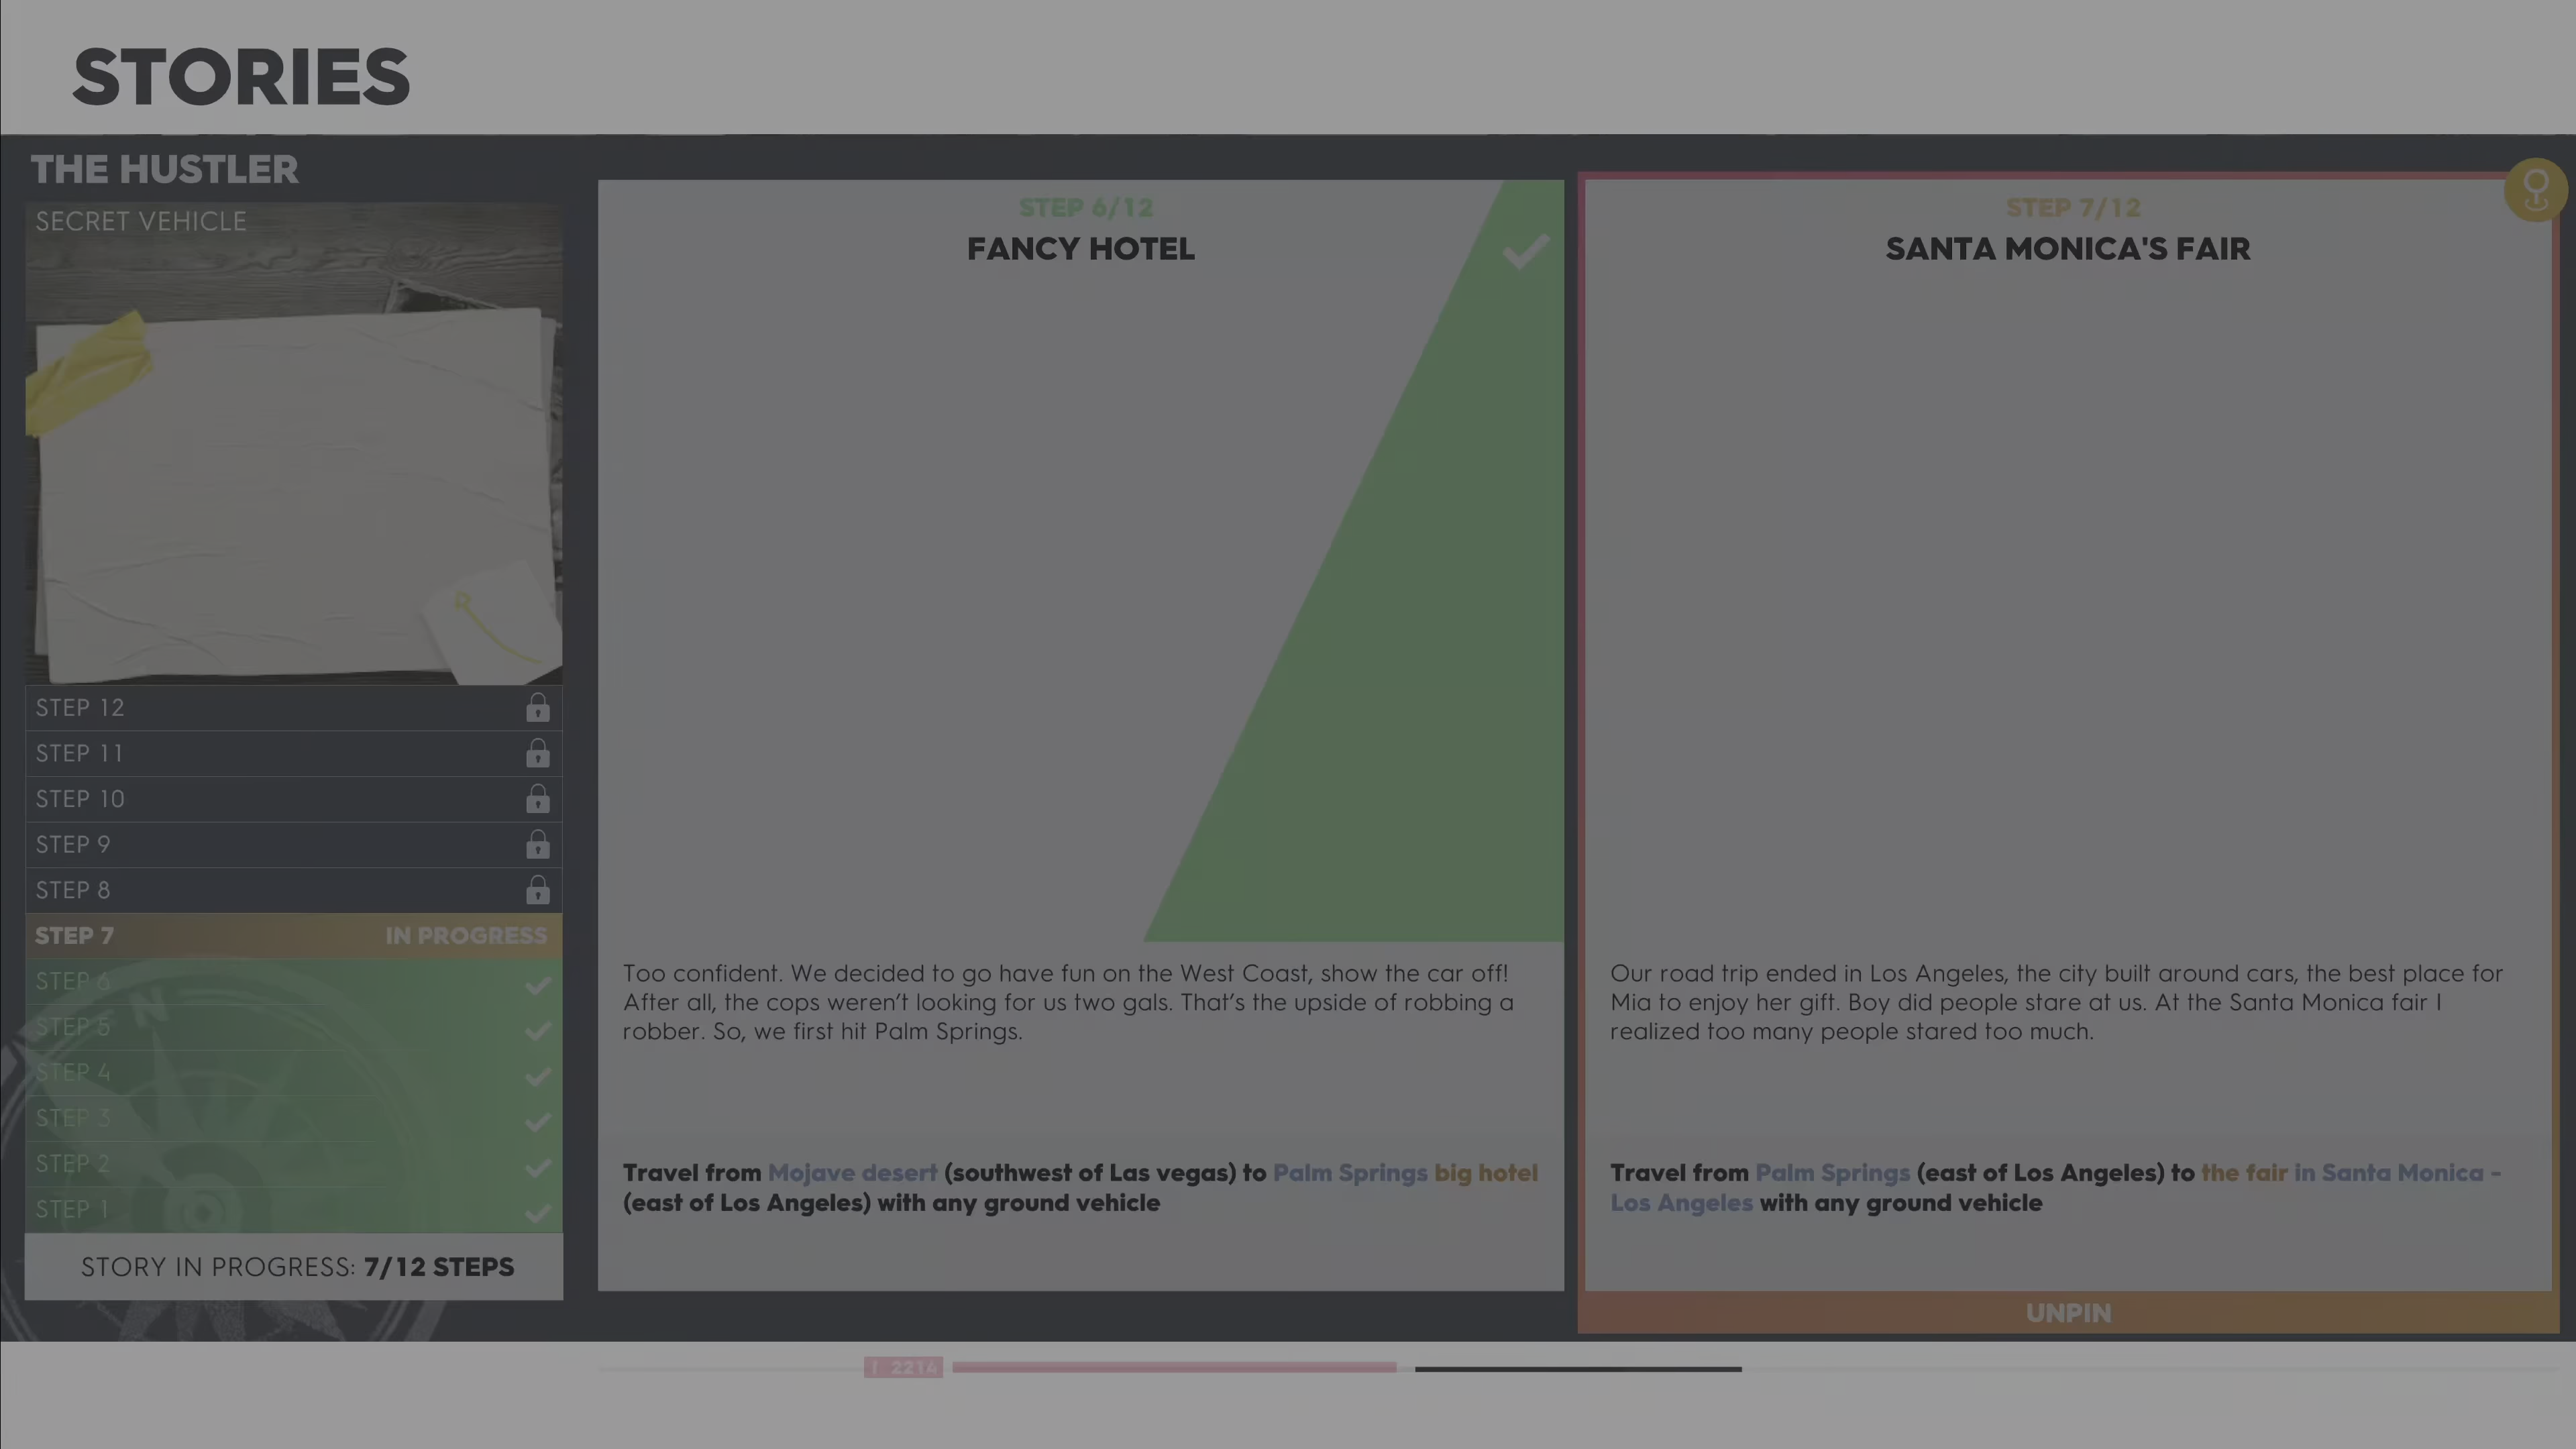 STORIES
THE HUSTLER
SECRET VEHICLE
STEP 12
STEP 11
STEP 10
STEP 9
STEP 8
STEP 7 IN PROGRESS
STEP 6
STEP 5
STEP 4
STEP 3
STEP 2
STEP 1
STORY IN PROGRESS: 7/12 STEPS
STEP 6/12
FANCY HOTEL
Too confident. We decided to go have fun on the West Coast, show the car off!
After all, the cops weren't looking for us two gals. That's the upside of robbing a
robber. So, we first hit Palm Springs.
Travel from Mojave desert (southwest of Las vegas) to Palm Springs big hotel
(east of Los Angeles) with any ground vehicle
STEP 7/12
SANTA MONICA'S FAIR
Our road trip ended in Los Angeles, the city built around cars, the best place for
Mia to enjoy her gift. Boy did people stare at us. At the Santa Monica fair I
realized too many people stared too much.
Travel from Palm Springs (east of Los Angeles) to the fair in Santa Monica -
Los Angeles with any ground vehicle
UNPIN
! 2214